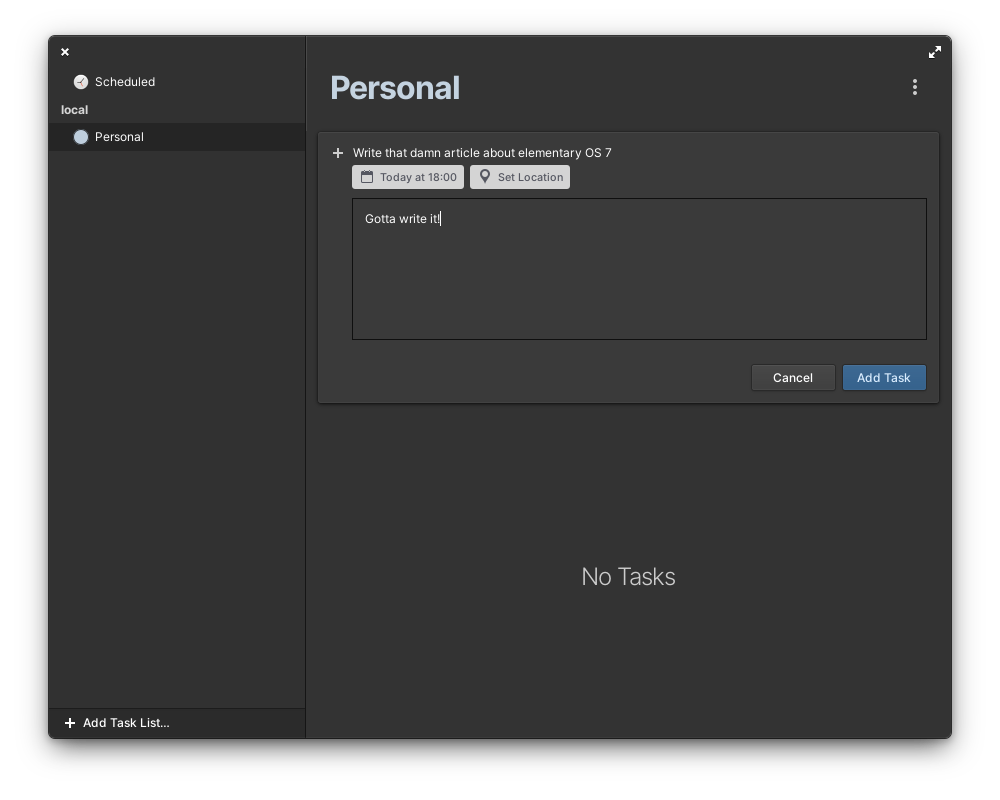 Scheduled
local
Personal
Add Task List...
Personal
Write that damn article about elementary OS 7
Today at 18:00 Set Location
Gotta write it!
Cancel Add Task
No Tasks